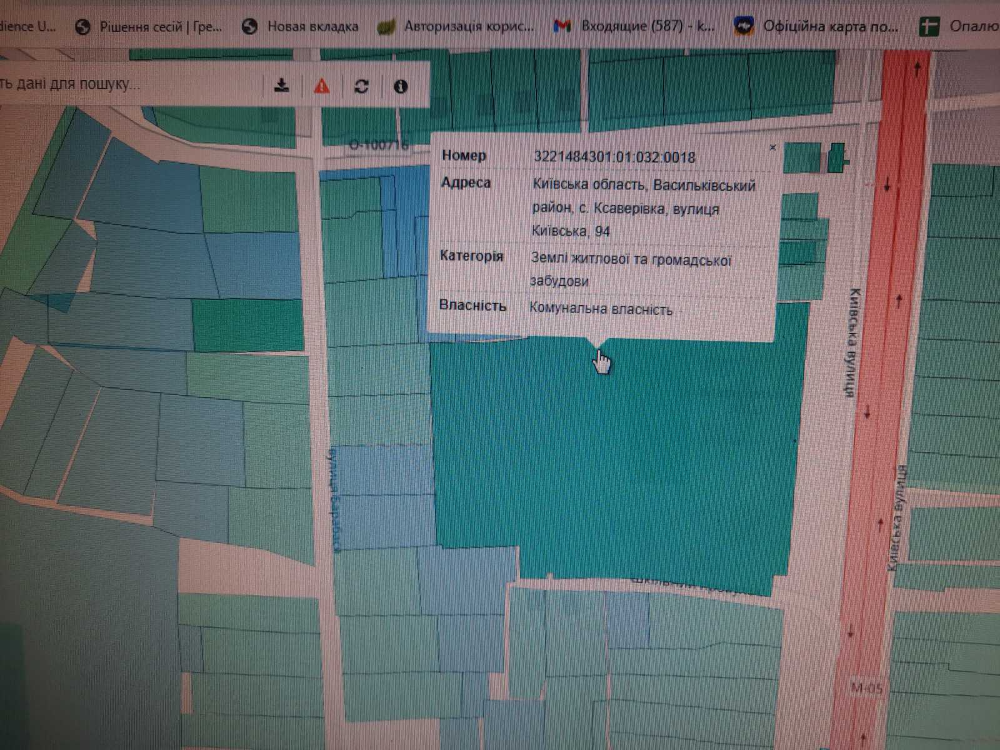 dience U...
Рішення сесій | Гре...
Новая вкладка
Авторизація корис...
Входящие (587) - k...
Офіційна карта по...
Опалю
ть дані для пошуку...
О-100716
Номер 3221484301:01:032:0018 ×
Адреса Київська область, Васильківський
район, с. Ксаверівка, вулиця
Київська, 94
Категорія Землі житлової та громадської
забудови
Власність Комунальна власність
Київська вулиця
вулиця Барабася
Київська вулиця
М-05